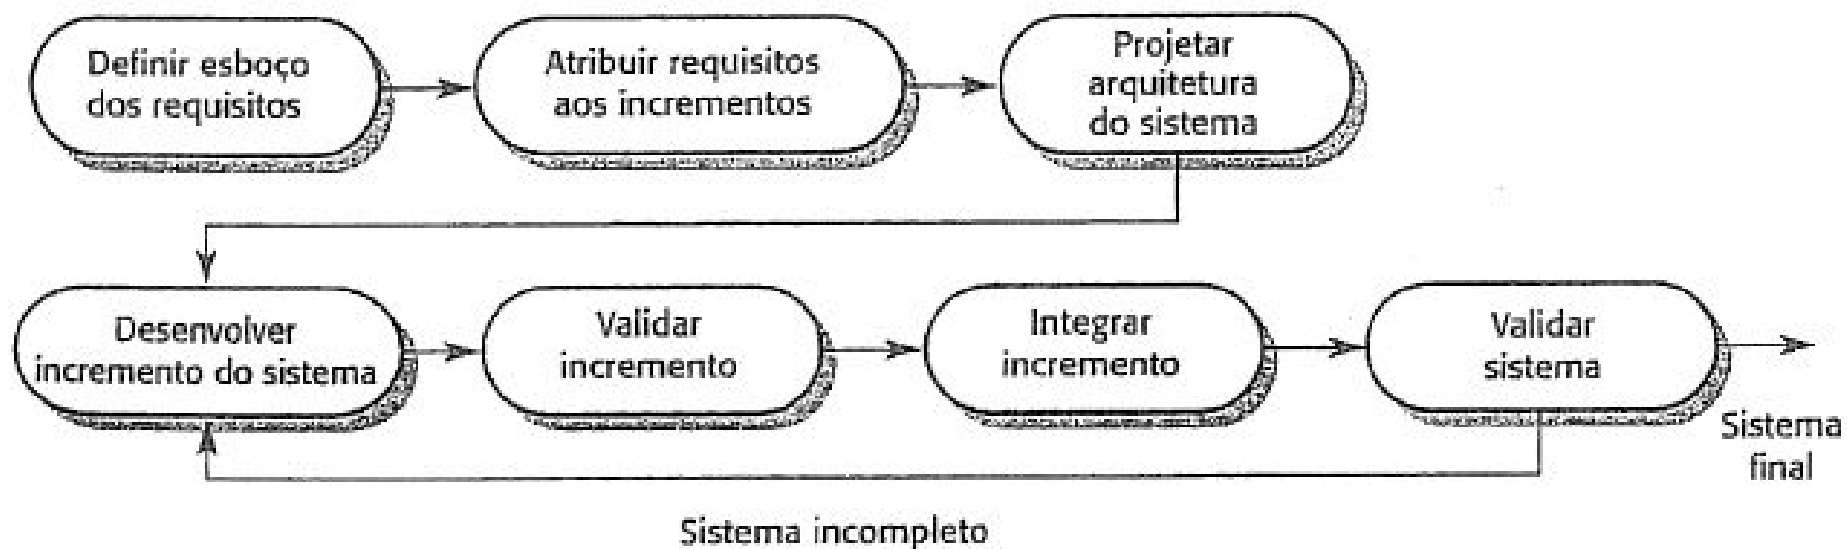 Definir esboço
dos requisitos
Atribuir requisitos
aos incrementos
Projetar
arquitetura
do sistema
Desenvolver
incremento do sistema
Validar
incremento
Integrar
incremento
Validar
sistema
Sistema
final
Sistema incompleto